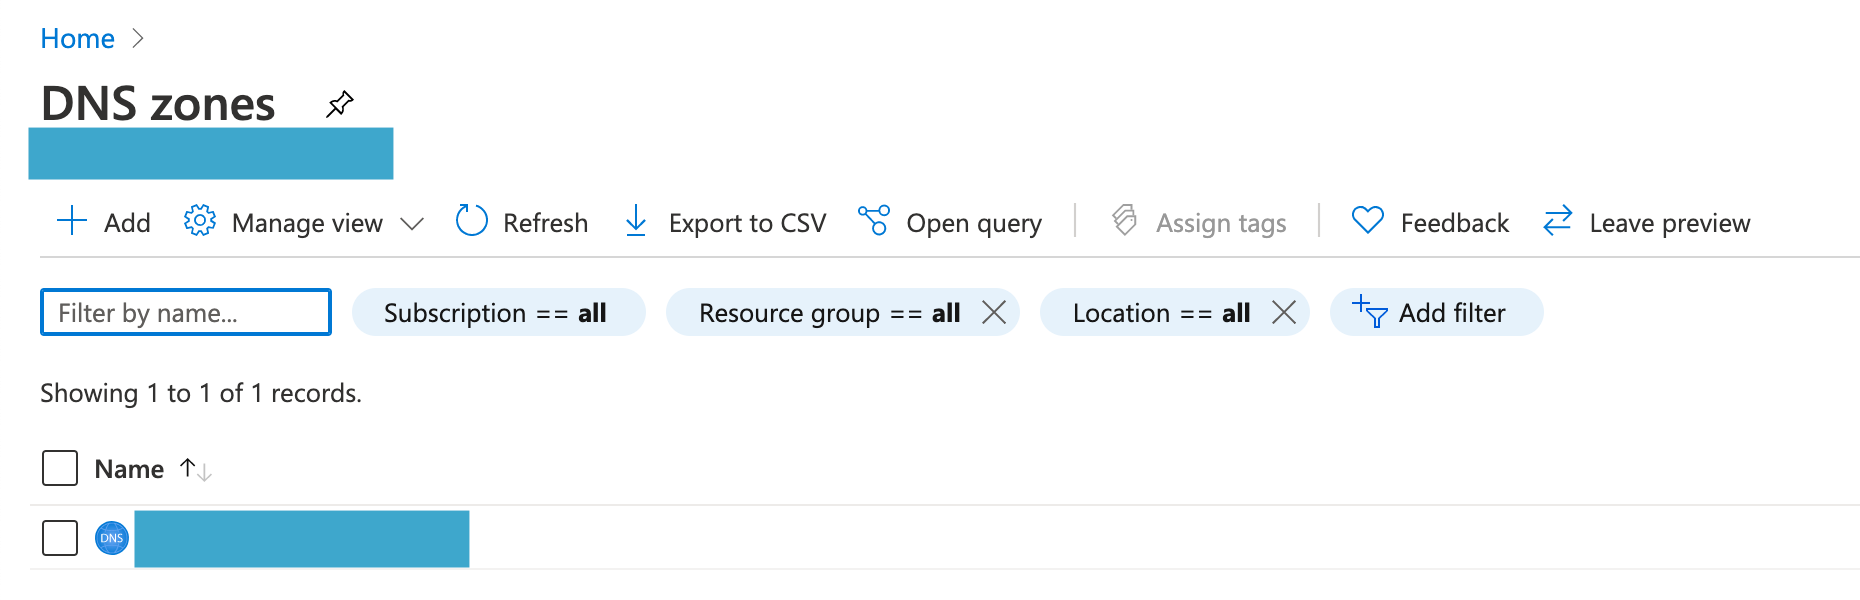 Home
DNS zones
Add Manage view Refresh Export to CSV Open query Assign tags Feedback Leave preview
Filter by name... Subscription == all Resource group == all Location == all Add filter
Showing 1 to 1 of 1 records.
Name
DNS